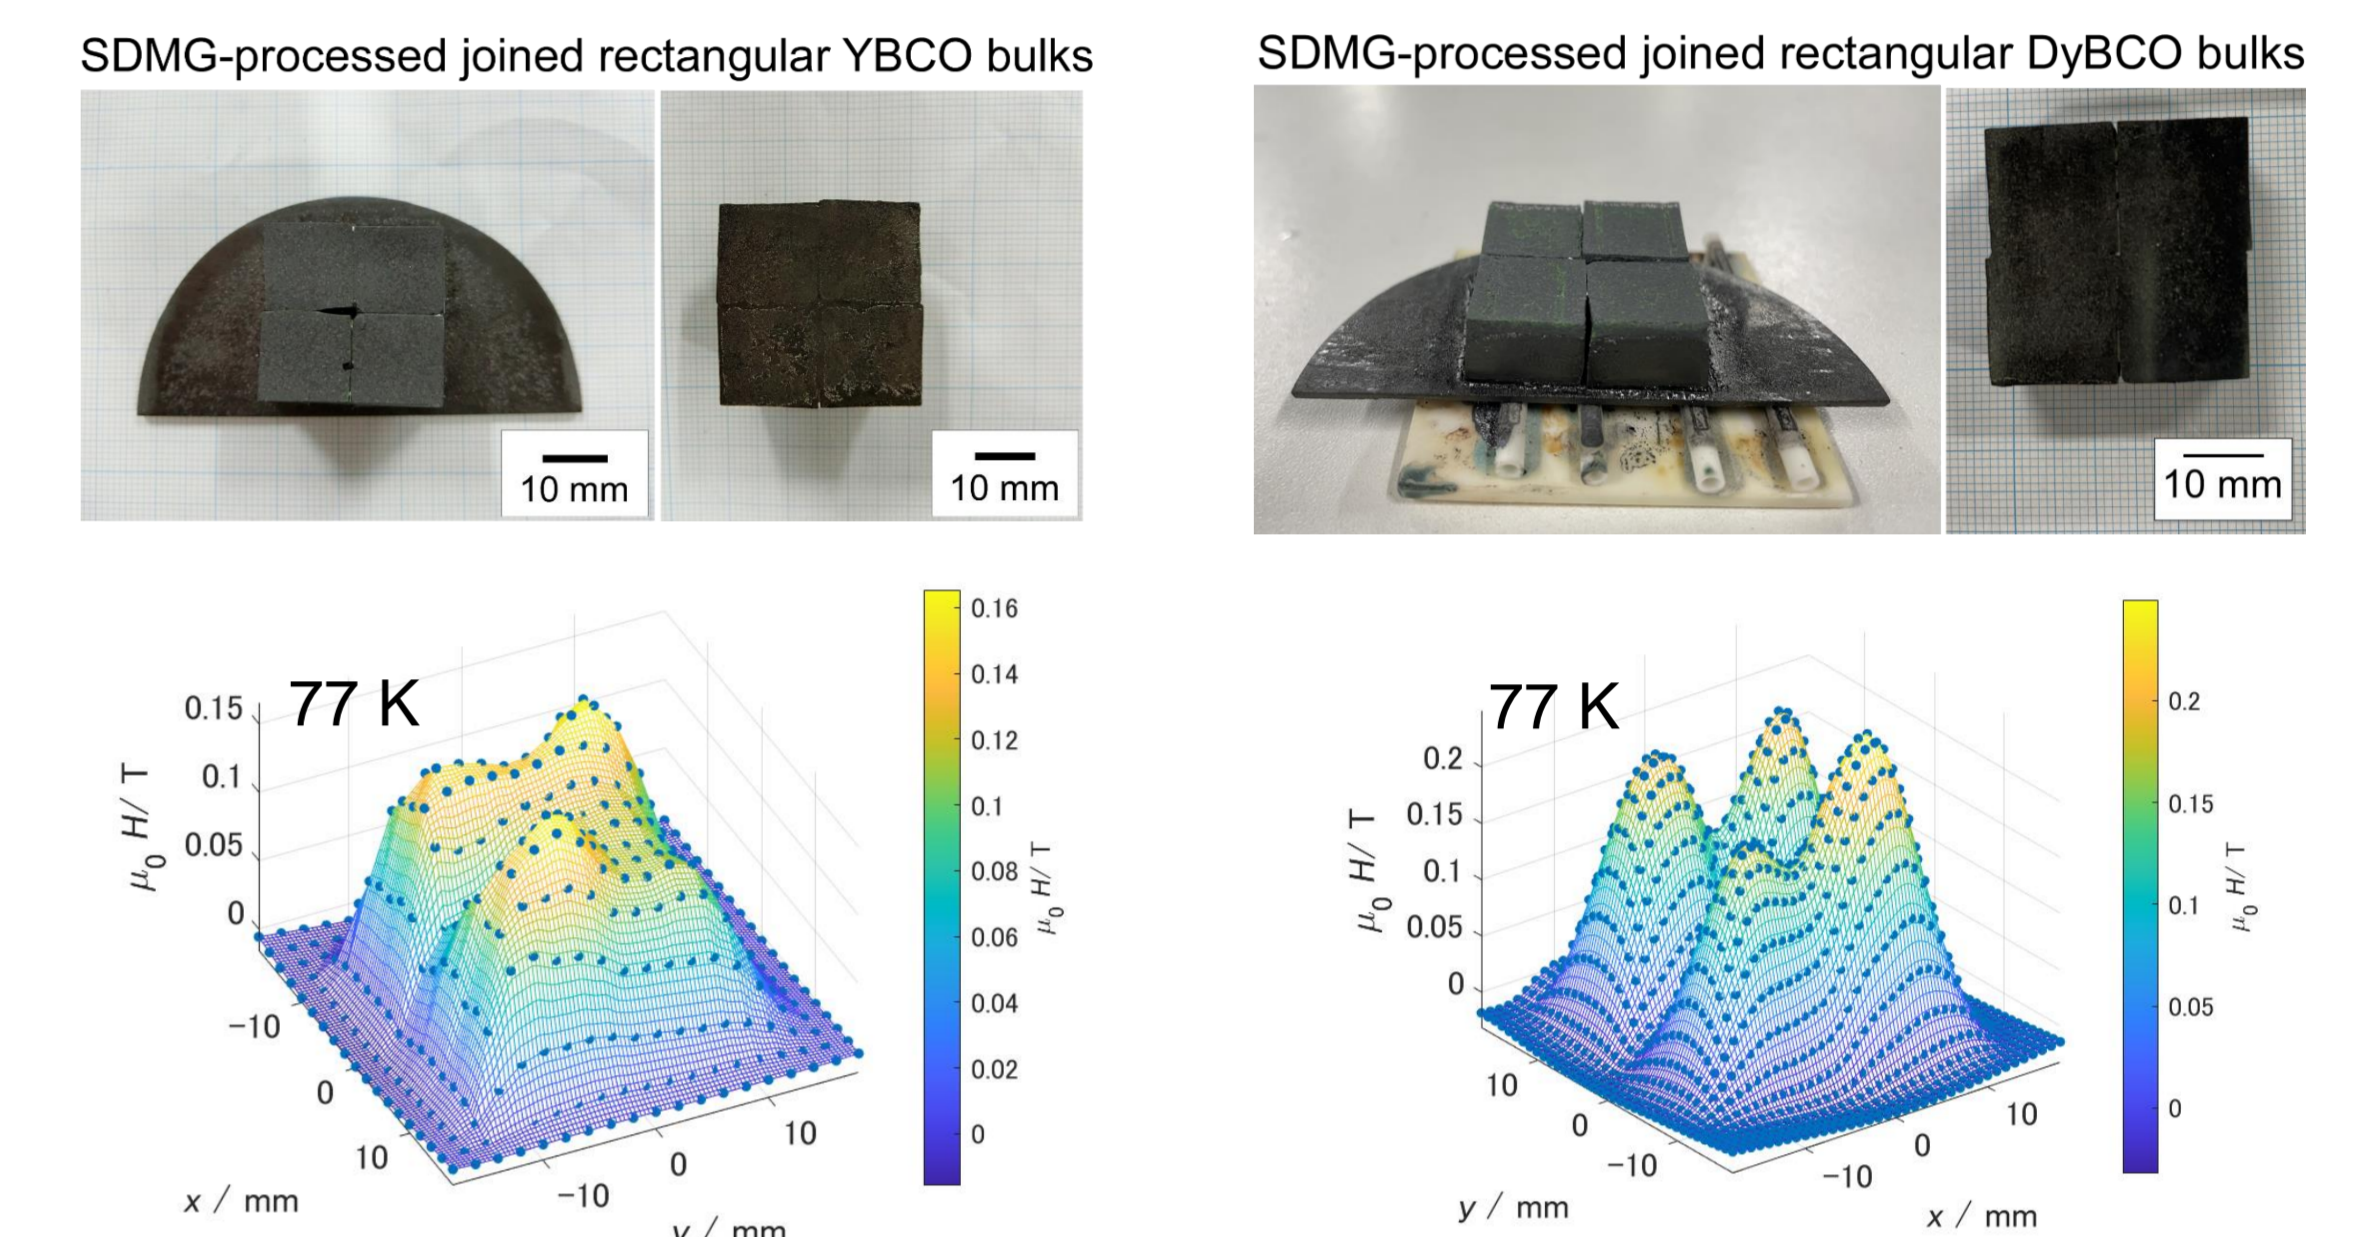 SDMG-processed joined rectangular YBCO bulks
SDMG-processed joined rectangular DyBCO bulks
10 mm
10 mm
10 mm
77 K
0.15
0.1
0.05
0
μ0 H/ T
−10
0
10
x / mm
−10
0
10
y / mm
0.16
0.14
0.12
0.1
0.08
0.06
0.04
0.02
0
μ0 H/ T
77 K
0.2
0.15
0.1
0.05
0
μ0 H/ T
10
0
−10
y / mm
−10
0
10
x / mm
0.2
0.15
0.1
0.05
0
μ0 H/ T